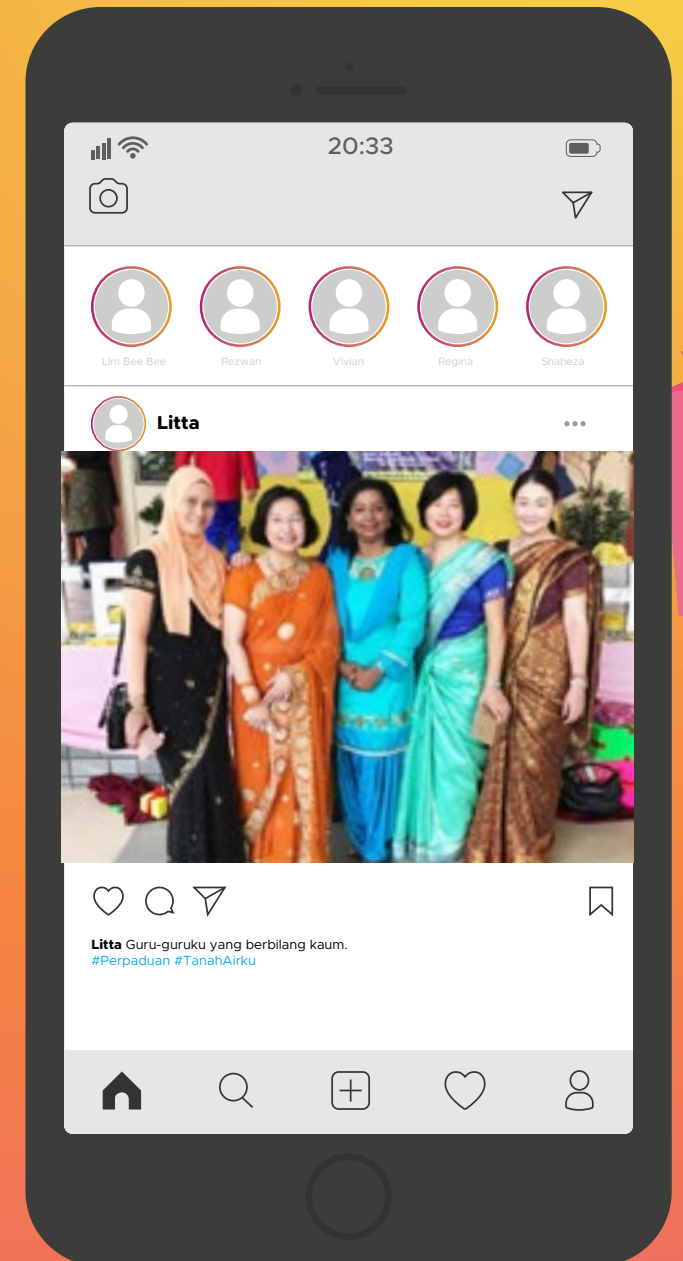 20:33
LIm Bee Bee
Rezwan
Vivian
Regina
Shaheza
Litta
Litta Guru-guruku yang berbilang kaum.
#Perpaduan #TanahAirku